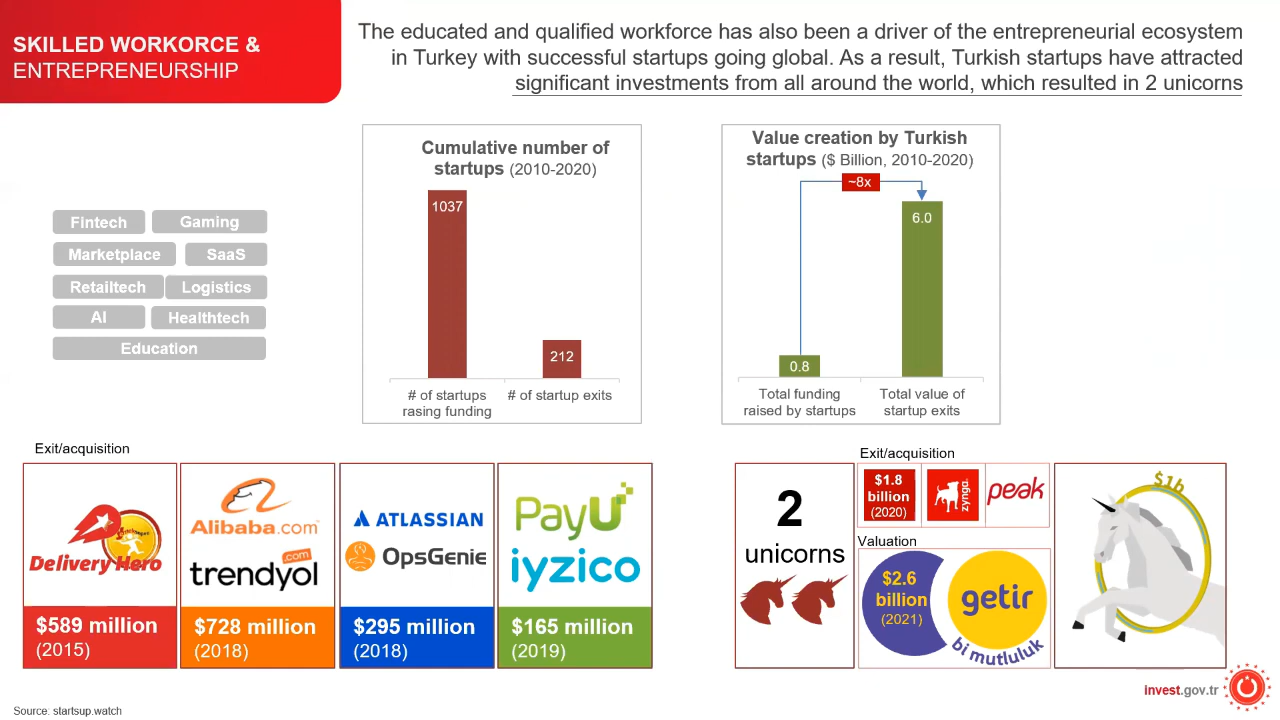 SKILLED WORKORCE &
ENTREPRENEURSHIP
The educated and qualified workforce has also been a driver of the entrepreneurial ecosystem
in Turkey with successful startups going global. As a result, Turkish startups have attracted
significant investments from all around the world, which resulted in 2 unicorns
Fintech
Gaming
Marketplace
SaaS
Retailtech
Logistics
AI
Healthtech
Education
Cumulative number of
startups (2010-2020)
1037
212
# of startups
rasing funding
# of startup exits
Value creation by Turkish
startups ($ Billion, 2010-2020)
~8x
6.0
0.8
Total funding
raised by startups
Total value of
startup exits
Exit/acquisition
Delivery Hero
$589 million
(2015)
Alibaba.com
trendyol
.com
$728 million
(2018)
ATLASSIAN
OpsGenie
$295 million
(2018)
PayU
iyzico
$165 million
(2019)
2
unicorns
Exit/acquisition
$1.8
billion
(2020)
zynga
peak
Valuation
$2.6
billion
(2021)
getir
bi mutluluk
$1b
invest.gov.tr
Source: startsup.watch